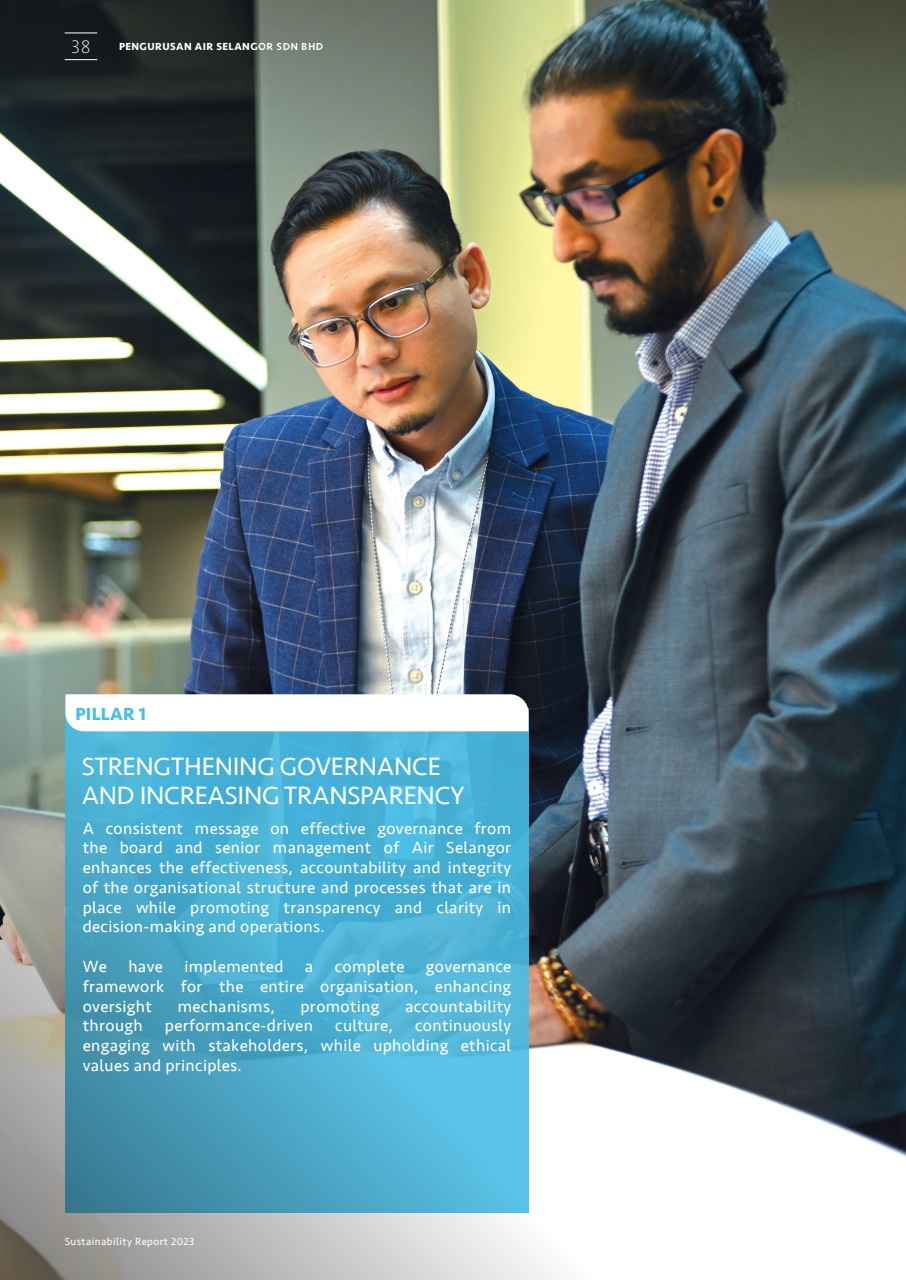 38
PENGURUSAN AIR SELANGOR SDN BHD
PILLAR 1
STRENGTHENING GOVERNANCE
AND INCREASING TRANSPARENCY
A consistent message on effective governance from
the board and senior management of Air Selangor
enhances the effectiveness, accountability and integrity
of the organisational structure and processes that are in
place while promoting transparency and clarity in
decision-making and operations.
We have implemented a complete governance
framework for the entire organisation, enhancing
oversight mechanisms, promoting accountability
through performance-driven culture, continuously
engaging with stakeholders, while upholding ethical
values and principles.
Sustainability Report 2023